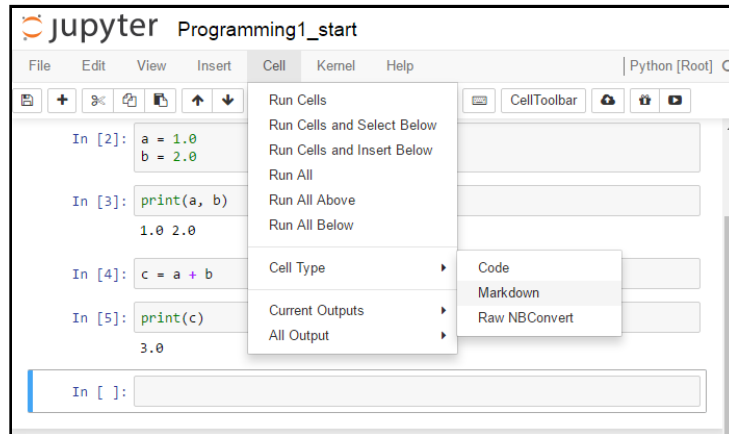 jupyter Programming1_start
File Edit View Insert Cell Kernel Help Python [Root]
CellToolbar
Run Cells
Run Cells and Select Below
Run Cells and Insert Below
Run All
Run All Above
Run All Below
Cell Type
Current Outputs
All Output
Code
Markdown
Raw NBConvert
In [2]: a = 1.0
b = 2.0
In [3]: print(a, b)
1.0 2.0
In [4]: c = a + b
In [5]: print(c)
3.0
In [ ]: